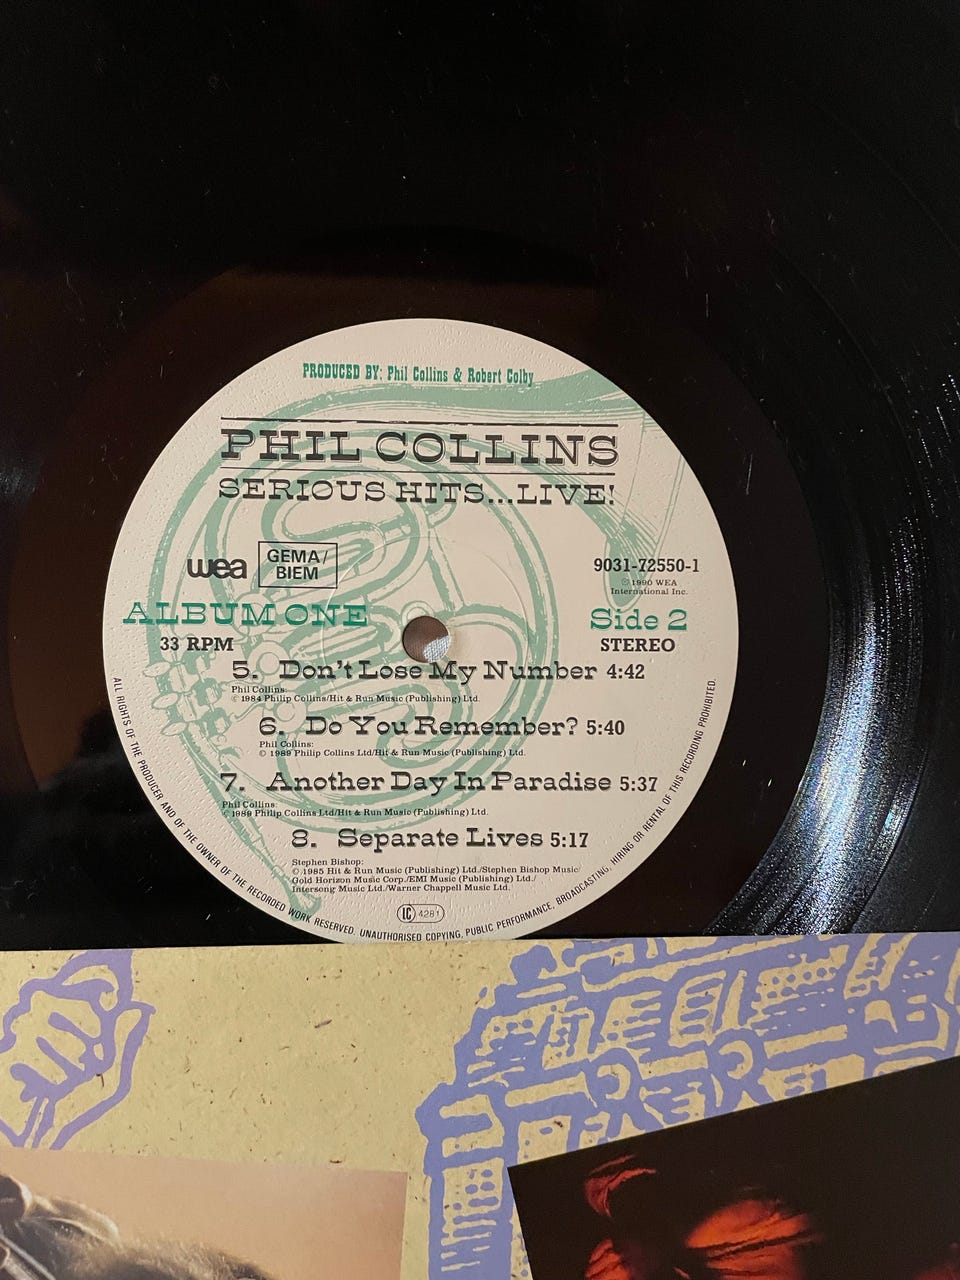 PRODUCED BY: Phil Collins & Robert Colby
PHIL COLLINS
SERIOUS HITS...LIVE!
wea
GEMA/
BIEM
9031-72550-1
℗ 1990 WEA
International Inc.
ALBUM ONE
Side 2
33 RPM
STEREO
5. Don't Lose My Number 4:42
Phil Collins:
© 1984 Philip Collins/Hit & Run Music (Publishing) Ltd.
6. Do You Remember? 5:40
Phil Collins:
© 1989 Philip Collins Ltd/Hit & Run Music (Publishing) Ltd.
7. Another Day In Paradise 5:37
Phil Collins:
© 1989 Philip Collins Ltd/Hit & Run Music (Publishing) Ltd.
8. Separate Lives 5:17
Stephen Bishop:
© 1985 Hit & Run Music (Publishing) Ltd./Stephen Bishop Music/
Gold Horizon Music Corp./EMI Music (Publishing) Ltd./
Intersong Music Ltd./Warner Chappell Music Ltd.
LC 4281
ALL RIGHTS OF THE PRODUCER AND OF THE OWNER OF THE RECORDED WORK RESERVED. UNAUTHORISED COPYING, PUBLIC PERFORMANCE, BROADCASTING, HIRING OR RENTAL OF THIS RECORDING PROHIBITED.